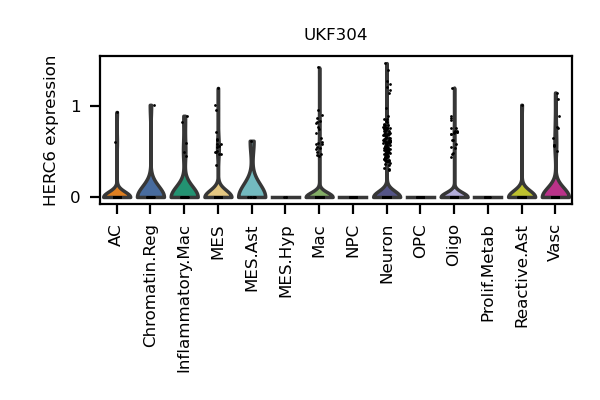 UKF304
HERC6 expression
1
0
AC
Chromatin.Reg
Inflammatory.Mac
MES
MES.Ast
MES.Hyp
Mac
NPC
Neuron
OPC
Oligo
Prolif.Metab
Reactive.Ast
Vasc